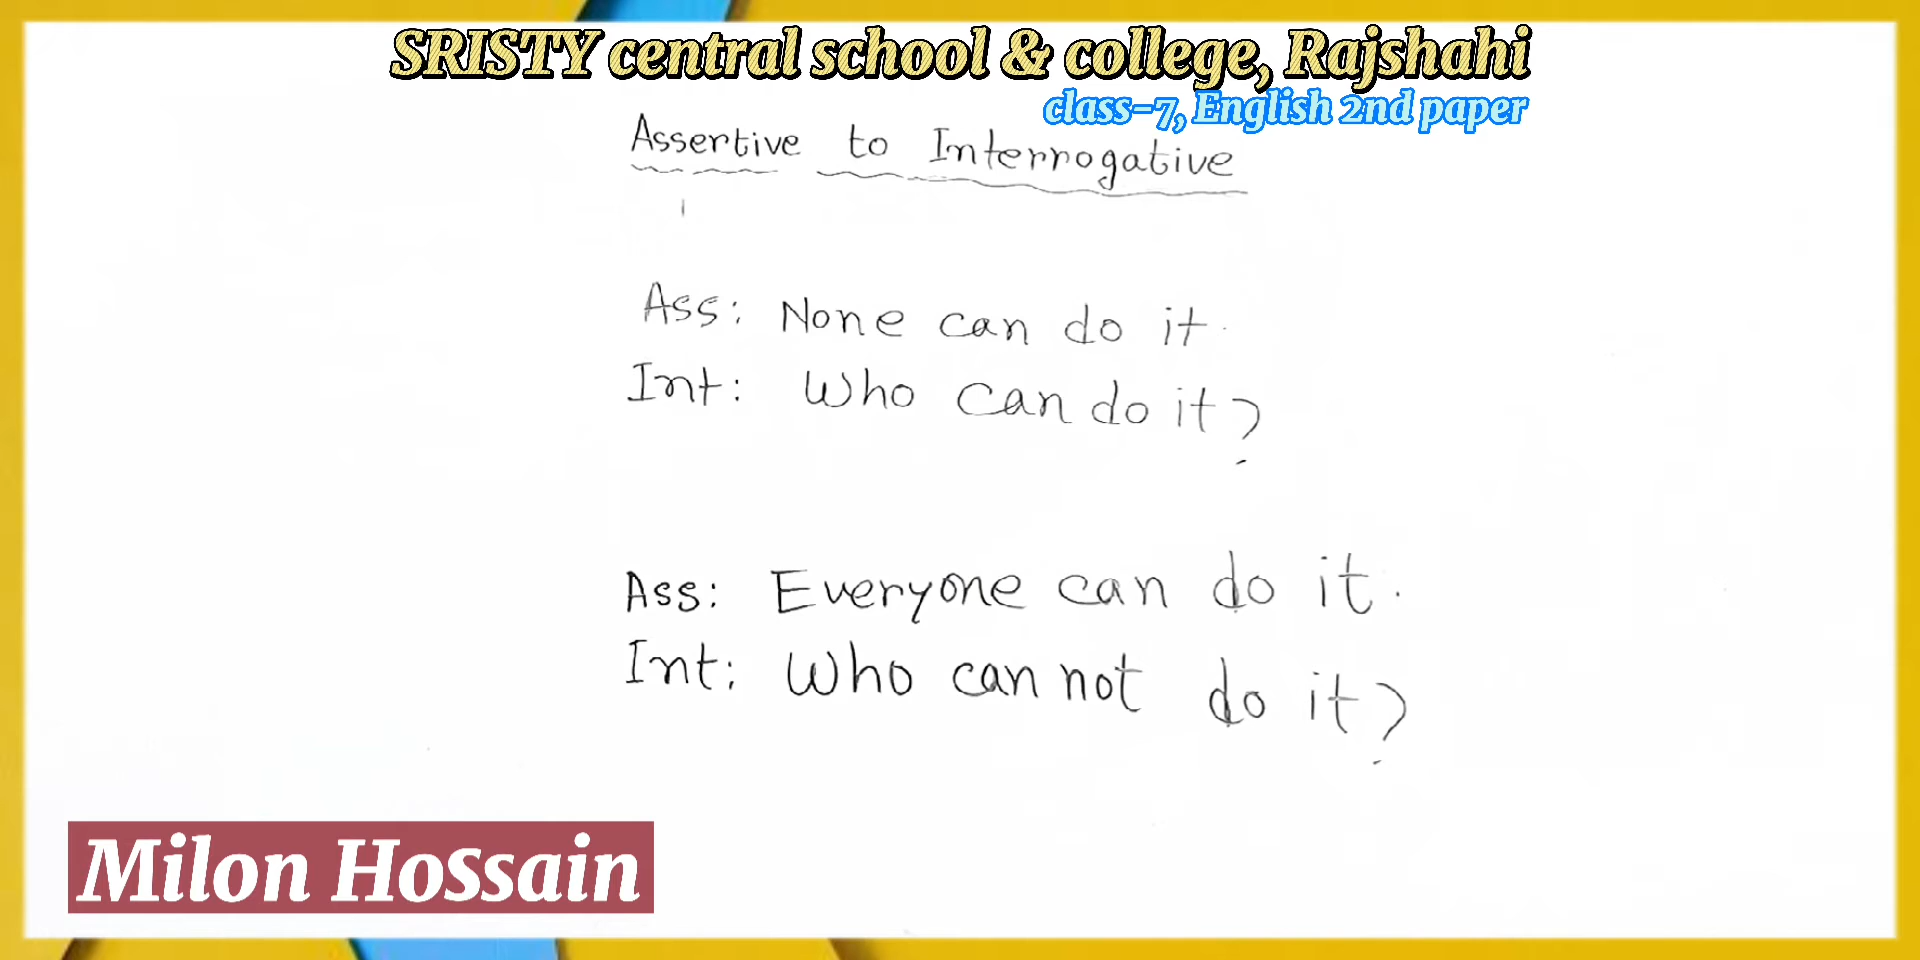 SRISTY central school & college, Rajshahi
class-7, English 2nd paper
Assertive to Interrogative
Ass: None can do it.
Int: Who can do it?
Ass: Everyone can do it.
Int: Who can not do it?
Milon Hossain